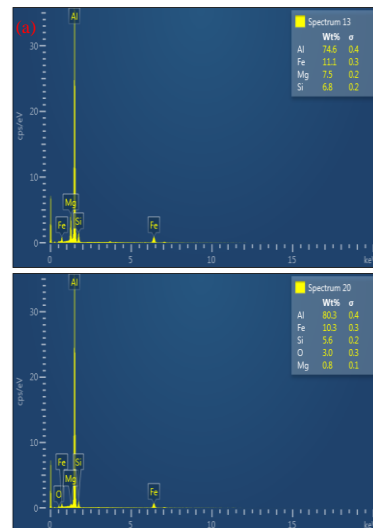 (a)
Al
Spectrum 13
Wt% σ
Al 74.6 0.4
Fe 11.1 0.3
Mg 7.5 0.2
Si 6.8 0.2
30
20
cps/eV
10
Mg
Fe Si Fe
0
0 5 10 15 keV
Al
Spectrum 20
Wt% σ
Al 80.3 0.4
Fe 10.3 0.3
Si 5.6 0.2
O 3.0 0.3
Mg 0.8 0.1
30
20
cps/eV
10
Fe Si
Mg
O Fe
0
0 5 10 15